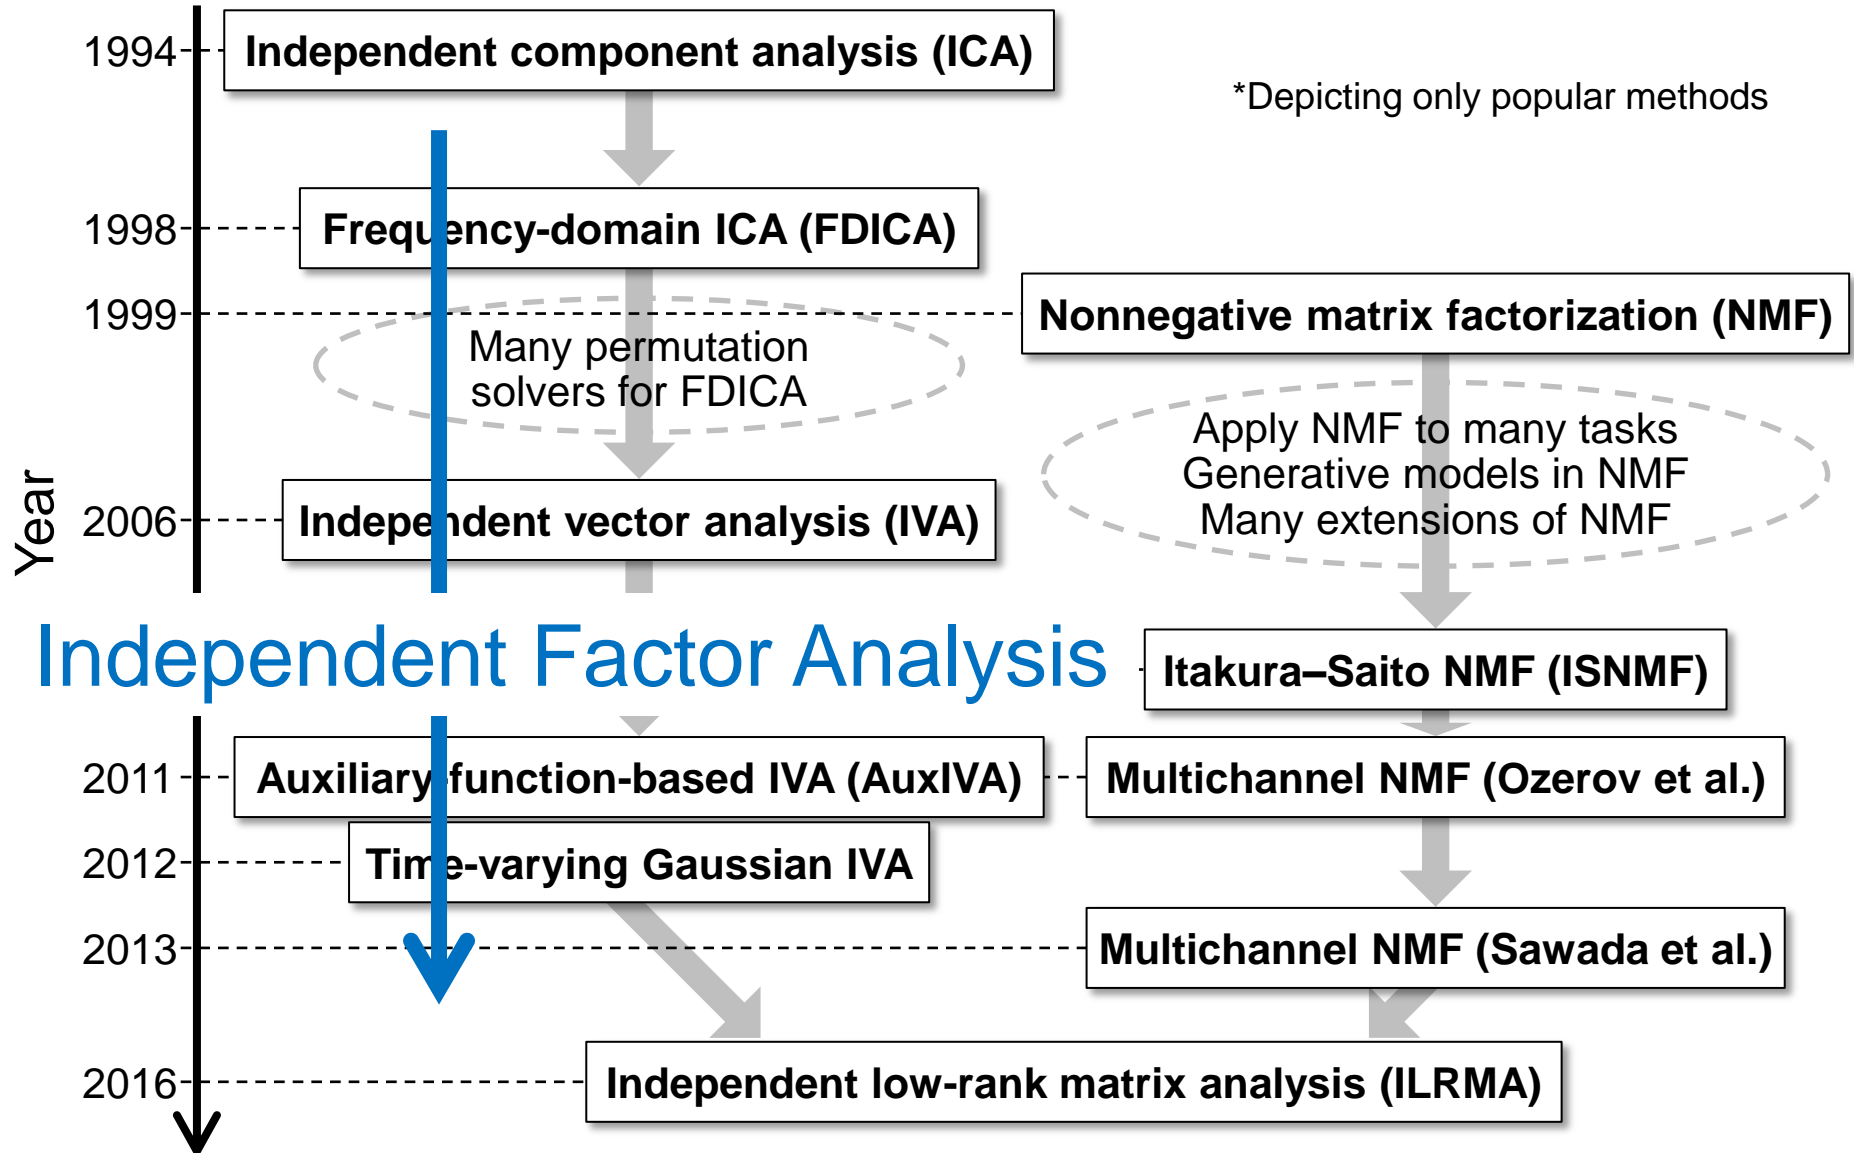 1994
Independent component analysis (ICA)
*Depicting only popular methods
1998
Frequency-domain ICA (FDICA)
1999
Nonnegative matrix factorization (NMF)
Many permutation
solvers for FDICA
Apply NMF to many tasks
Generative models in NMF
Many extensions of NMF
Year
2006
Independent vector analysis (IVA)
Independent Factor Analysis
Itakura–Saito NMF (ISNMF)
2011
Auxiliary-function-based IVA (AuxIVA)
Multichannel NMF (Ozerov et al.)
2012
Time-varying Gaussian IVA
2013
Multichannel NMF (Sawada et al.)
2016
Independent low-rank matrix analysis (ILRMA)